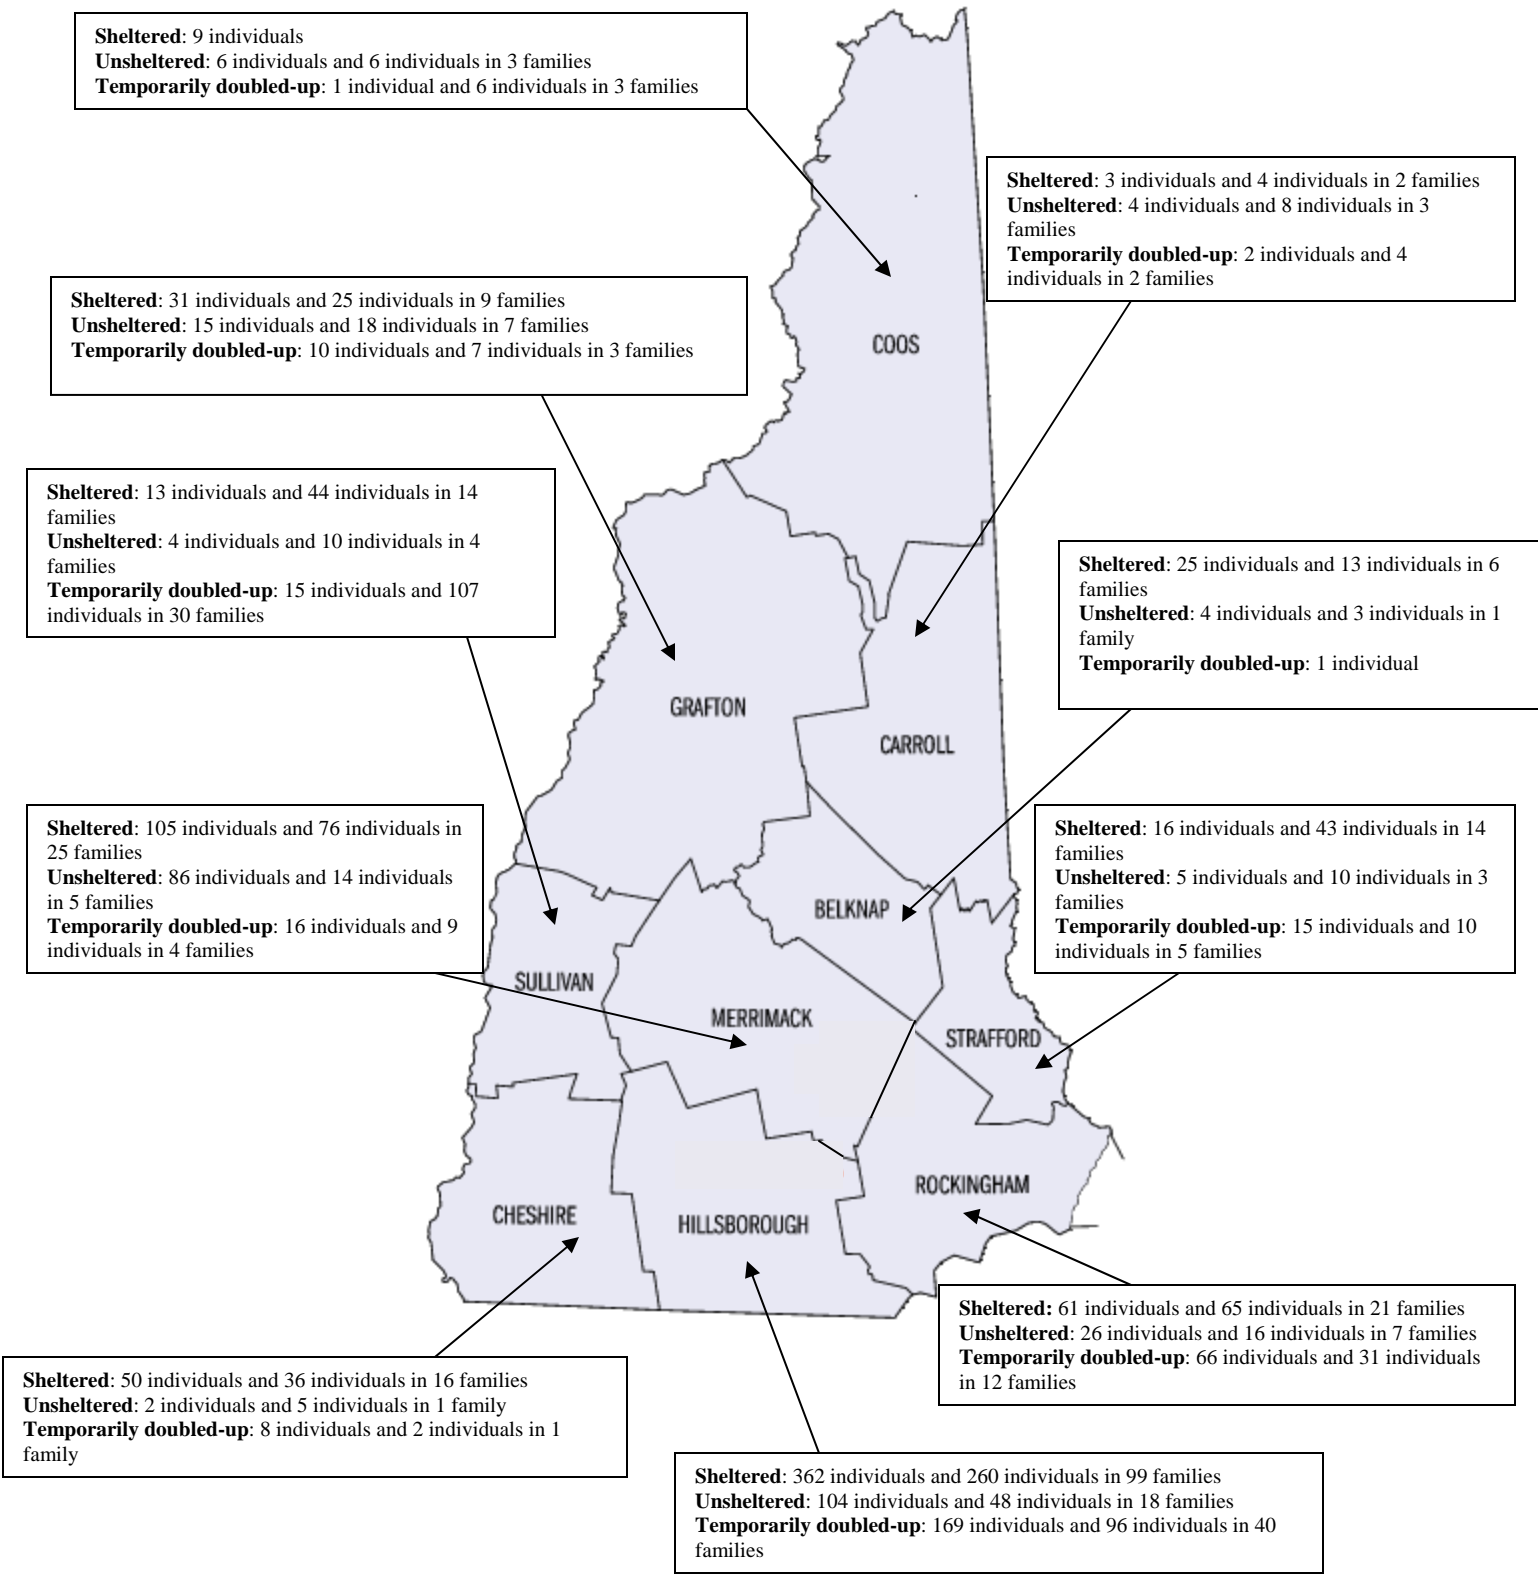 Sheltered: 9 individuals
Unsheltered: 6 individuals and 6 individuals in 3 families
Temporarily doubled-up: 1 individual and 6 individuals in 3 families
Sheltered: 3 individuals and 4 individuals in 2 families
Unsheltered: 4 individuals and 8 individuals in 3
families
Temporarily doubled-up: 2 individuals and 4
individuals in 2 families
Sheltered: 31 individuals and 25 individuals in 9 families
Unsheltered: 15 individuals and 18 individuals in 7 families
Temporarily doubled-up: 10 individuals and 7 individuals in 3 families
COOS
Sheltered: 13 individuals and 44 individuals in 14
families
Unsheltered: 4 individuals and 10 individuals in 4
families
Temporarily doubled-up: 15 individuals and 107
individuals in 30 families
Sheltered: 25 individuals and 13 individuals in 6
families
Unsheltered: 4 individuals and 3 individuals in 1
family
Temporarily doubled-up: 1 individual
GRAFTON
CARROLL
Sheltered: 105 individuals and 76 individuals in
25 families
Unsheltered: 86 individuals and 14 individuals
in 5 families
Temporarily doubled-up: 16 individuals and 9
individuals in 4 families
Sheltered: 16 individuals and 43 individuals in 14
families
Unsheltered: 5 individuals and 10 individuals in 3
families
Temporarily doubled-up: 15 individuals and 10
individuals in 5 families
BELKNAP
SULLIVAN
MERRIMACK
STRAFFORD
ROCKINGHAM
CHESHIRE
HILLSBOROUGH
Sheltered: 61 individuals and 65 individuals in 21 families
Unsheltered: 26 individuals and 16 individuals in 7 families
Temporarily doubled-up: 66 individuals and 31 individuals
in 12 families
Sheltered: 50 individuals and 36 individuals in 16 families
Unsheltered: 2 individuals and 5 individuals in 1 family
Temporarily doubled-up: 8 individuals and 2 individuals in 1
family
Sheltered: 362 individuals and 260 individuals in 99 families
Unsheltered: 104 individuals and 48 individuals in 18 families
Temporarily doubled-up: 169 individuals and 96 individuals in 40
families